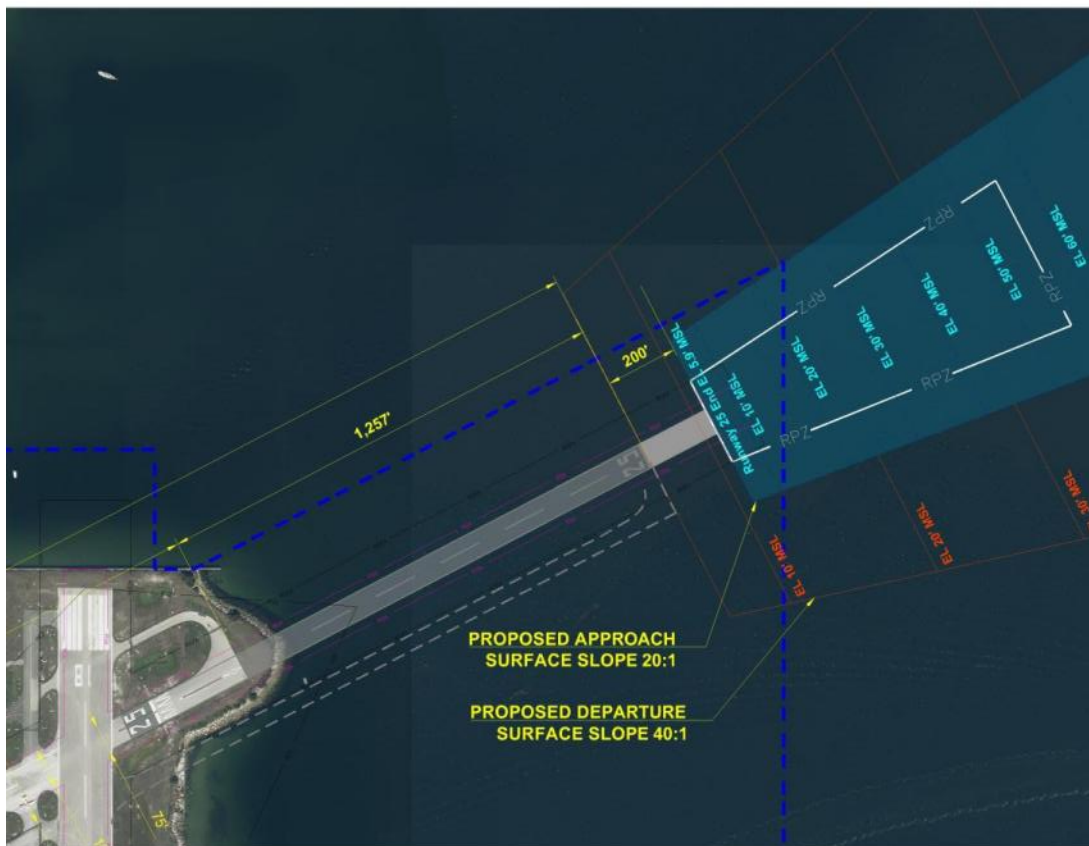 1,257'
200'
25
Runway 25 End El 5.9' MSL
EL 10' MSL
EL 20' MSL
EL 30' MSL
EL 40' MSL
EL 50' MSL
EL 60' MSL
RPZ
RPZ
RPZ
RPZ
RPZ
EL 10' MSL
EL 20' MSL
30' MSL
PROPOSED APPROACH
SURFACE SLOPE 20:1
PROPOSED DEPARTURE
SURFACE SLOPE 40:1
25
75'